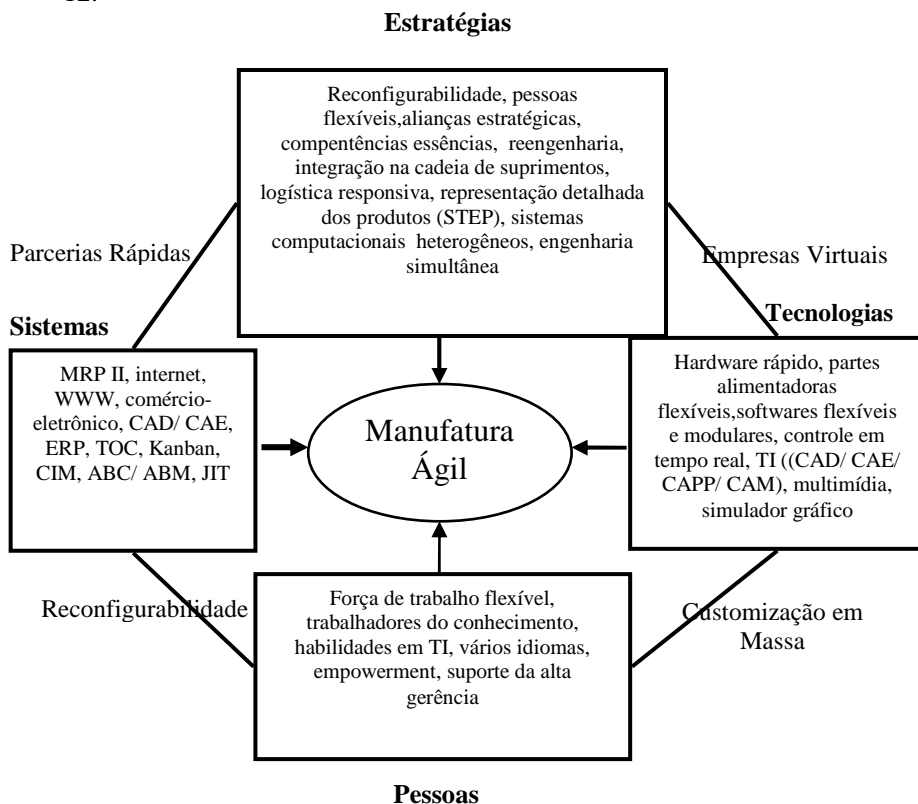 Estratégias
Reconfigurabilidade, pessoas
flexíveis,alianças estratégicas,
compentências essências, reengenharia,
integração na cadeia de suprimentos,
logística responsiva, representação detalhada
dos produtos (STEP), sistemas
computacionais heterogêneos, engenharia
simultânea
Parcerias Rápidas
Empresas Virtuais
Sistemas
Tecnologias
MRP II, internet,
WWW, comércio-
eletrônico, CAD/ CAE,
ERP, TOC, Kanban,
CIM, ABC/ ABM, JIT
Manufatura
Ágil
Hardware rápido, partes
alimentadoras
flexíveis,softwares flexíveis
e modulares, controle em
tempo real, TI ((CAD/ CAE/
CAPP/ CAM), multimídia,
simulador gráfico
Reconfigurabilidade
Customização em
Massa
Força de trabalho flexível,
trabalhadores do conhecimento,
habilidades em TI, vários idiomas,
empowerment, suporte da alta
gerência
Pessoas